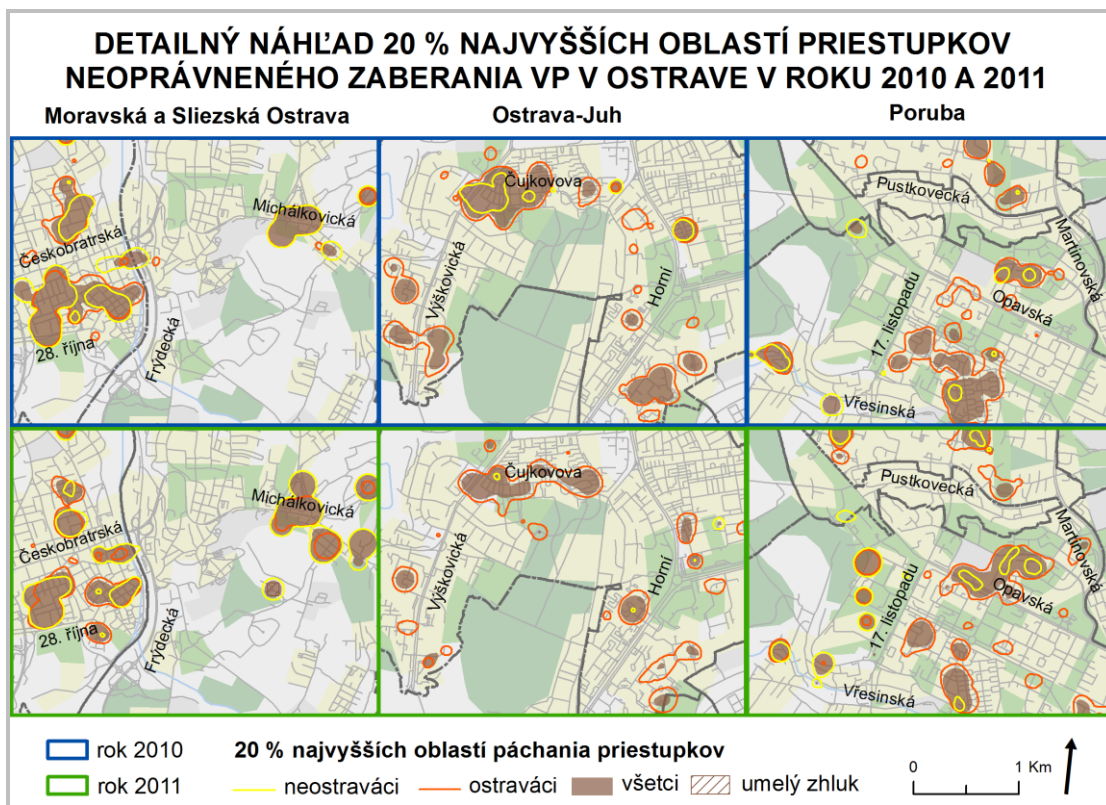 DETAILNÝ NÁHĽAD 20 % NAJVYŠŠÍCH OBLASTÍ PRIESTUPKOV
NEOPRÁVNENÉHO ZABERANIA VP V OSTRAVE V ROKU 2010 A 2011
Moravská a Sliezská Ostrava
Ostrava-Juh
Poruba
Českobratrská
Michálkovická
28. října
Frýdecká
Čujkovova
Výškovická
Horní
Pustkovecká
Martinovská
17. listopadu
Opavská
Vřesinská
Českobratrská
Michálkovická
28. října
Frýdecká
Čujkovova
Výškovická
Horní
Pustkovecká
Martinovská
17. listopadu
Opavská
Vřesinská
rok 2010
20 % najvyšších oblastí páchania priestupkov
rok 2011
neostraváci
ostraváci
všetci
umelý zhluk
0 1 Km